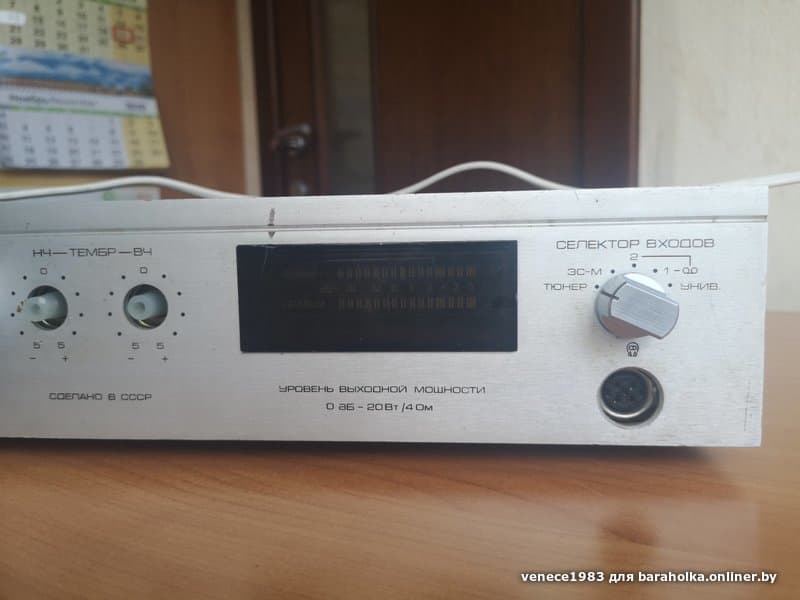 НЧ — ТЕМБР — ВЧ
0 0
5 5 5 5
- + - +
СДЕЛАНО В СССР
УРОВЕНЬ ВЫХОДНОЙ МОЩНОСТИ
0 дБ - 20 Вт / 4 Ом
СЕЛЕКТОР ВХОДОВ
2
ЗС-М 1
ТЮНЕР УНИВ.
venece1983 для baraholka.onliner.by